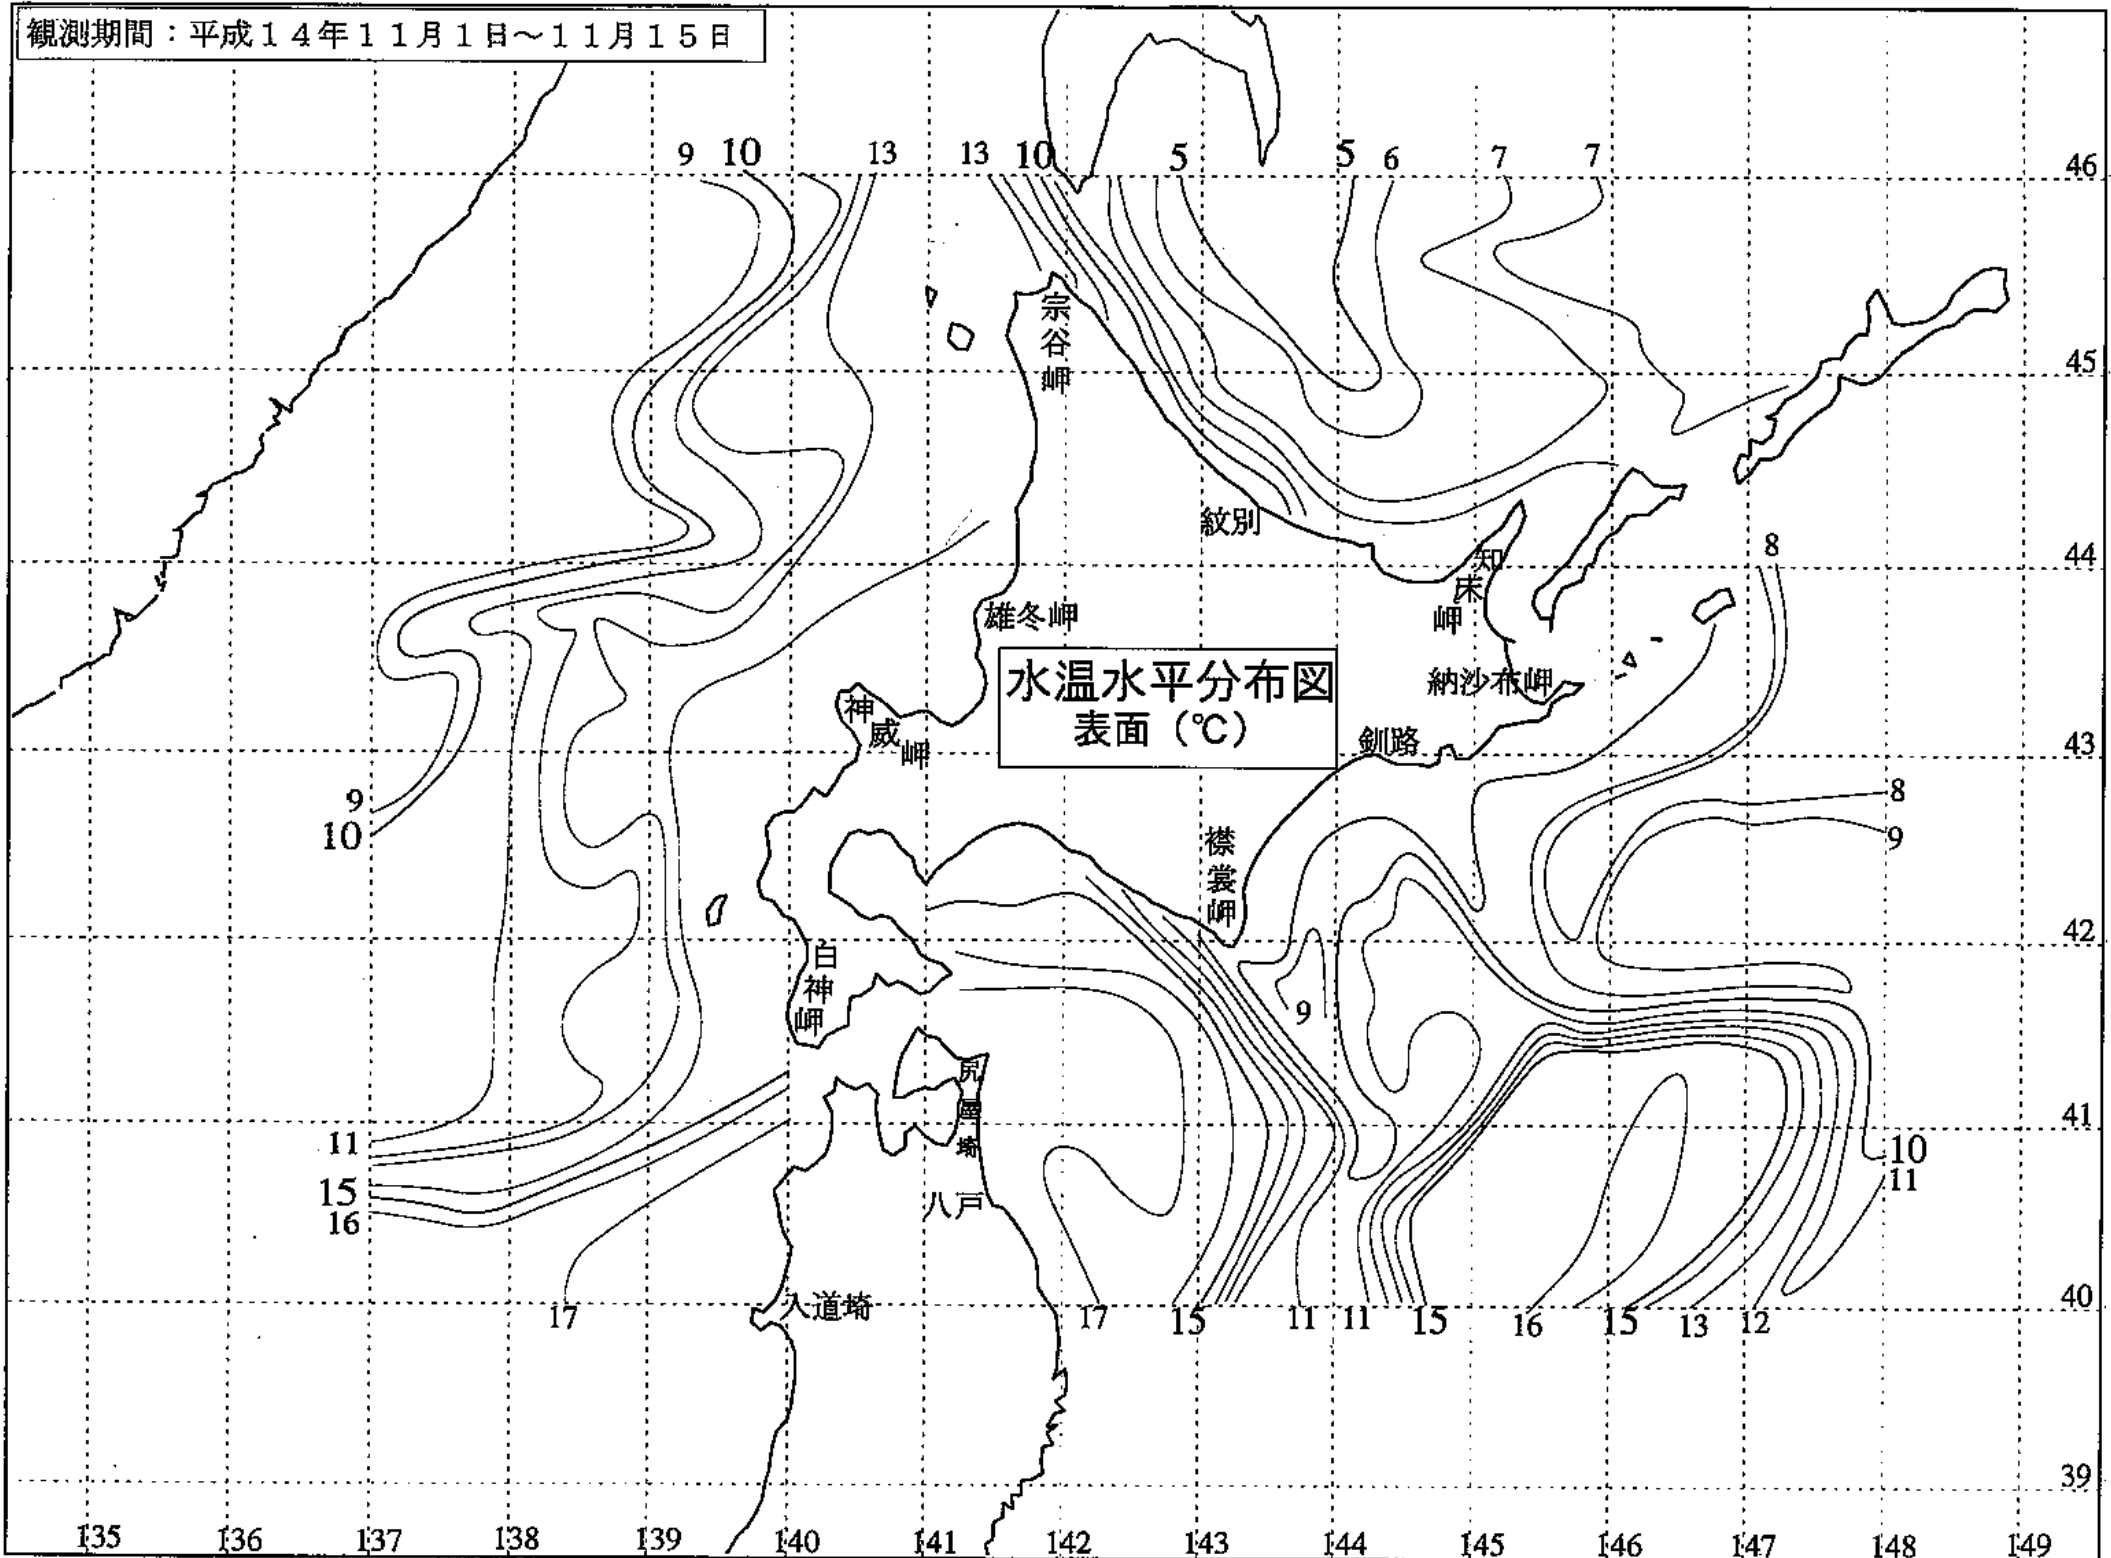 観測期間：平成１４年１１月１日～１１月１５日
9 10 13 13 10 5 5 6 7 7
46
宗谷岬
45
紋別
44
8
知床岬
雄冬岬
水温水平分布図
表面（℃）
納沙布岬
神威岬
釧路
43
9
10
8
9
襟裳岬
42
白神岬
9
尻屋埼
41
11
10
11
15
16
八戸
入道埼
40
17 17 15 11 11 15 16 15 13 12
39
135 136 137 138 139 140 141 142 143 144 145 146 147 148 149